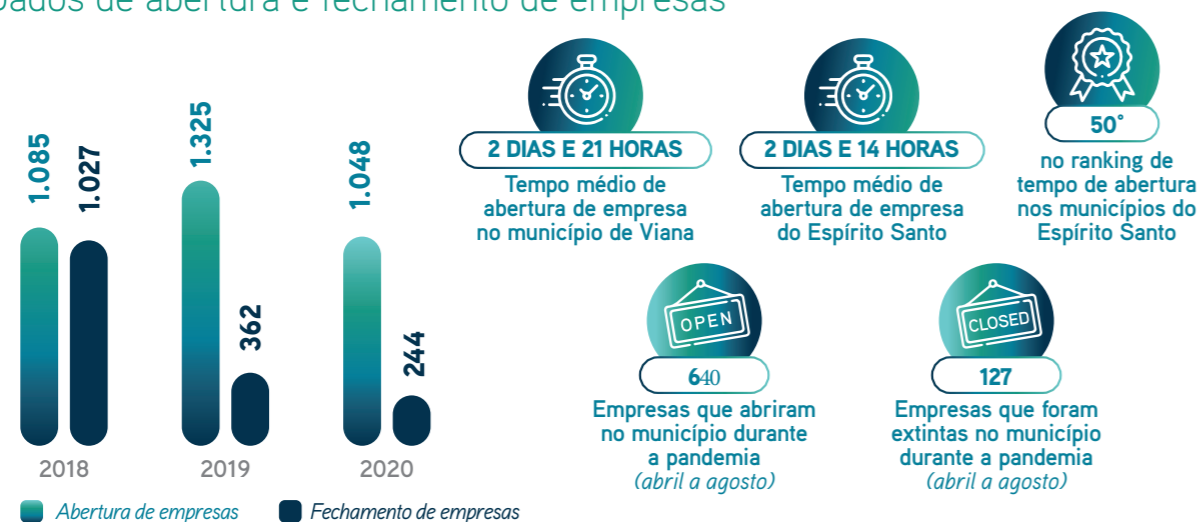 Dados de abertura e fechamento de empresas
1.085
1.027
1.325
362
1.048
244
2018
2019
2020
Abertura de empresas
Fechamento de empresas
2 DIAS E 21 HORAS
Tempo médio de
abertura de empresa
no município de Viana
2 DIAS E 14 HORAS
Tempo médio de
abertura de empresa
do Espírito Santo
50°
no ranking de
tempo de abertura
nos municípios do
Espírito Santo
OPEN
640
Empresas que abriram
no município durante
a pandemia
(abril a agosto)
CLOSED
127
Empresas que foram
extintas no município
durante a pandemia
(abril a agosto)